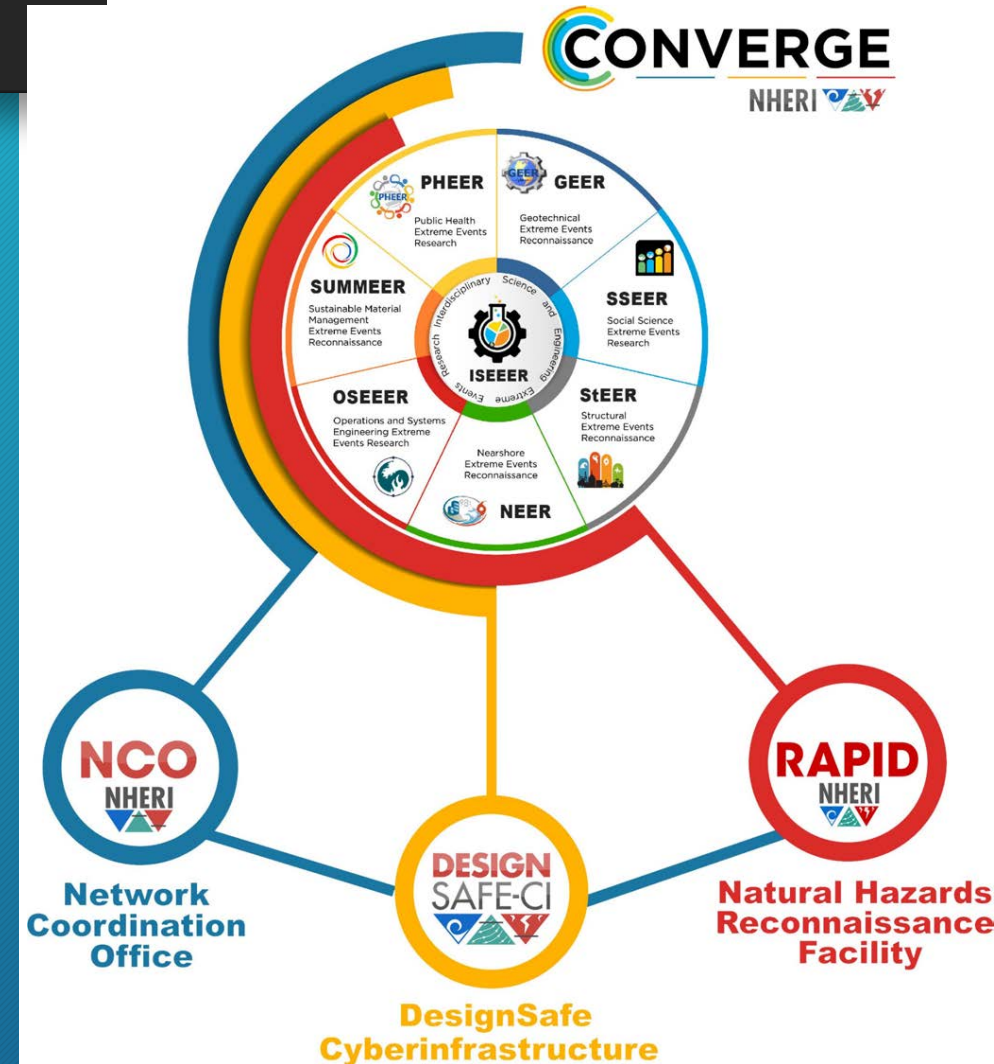 CONVERGE
NHERI
PHEER
PHEER
Public Health
Extreme Events
Research
GEER
GEER
Geotechnical
Extreme Events
Reconnaissance
SUMMEER
Sustainable Material
Management
Extreme Events
Reconnaissance
SSEER
Social Science
Extreme Events
Research
Interdisciplinary Science and Engineering Extreme Events Research
ISEEER
OSEEER
Operations and Systems
Engineering Extreme
Events Research
StEER
Structural
Extreme Events
Reconnaissance
Nearshore
Extreme Events
Reconnaissance
NEER
NCO
NHERI
Network
Coordination
Office
DESIGN
SAFE-CI
DesignSafe
Cyberinfrastructure
RAPID
NHERI
Natural Hazards
Reconnaissance
Facility